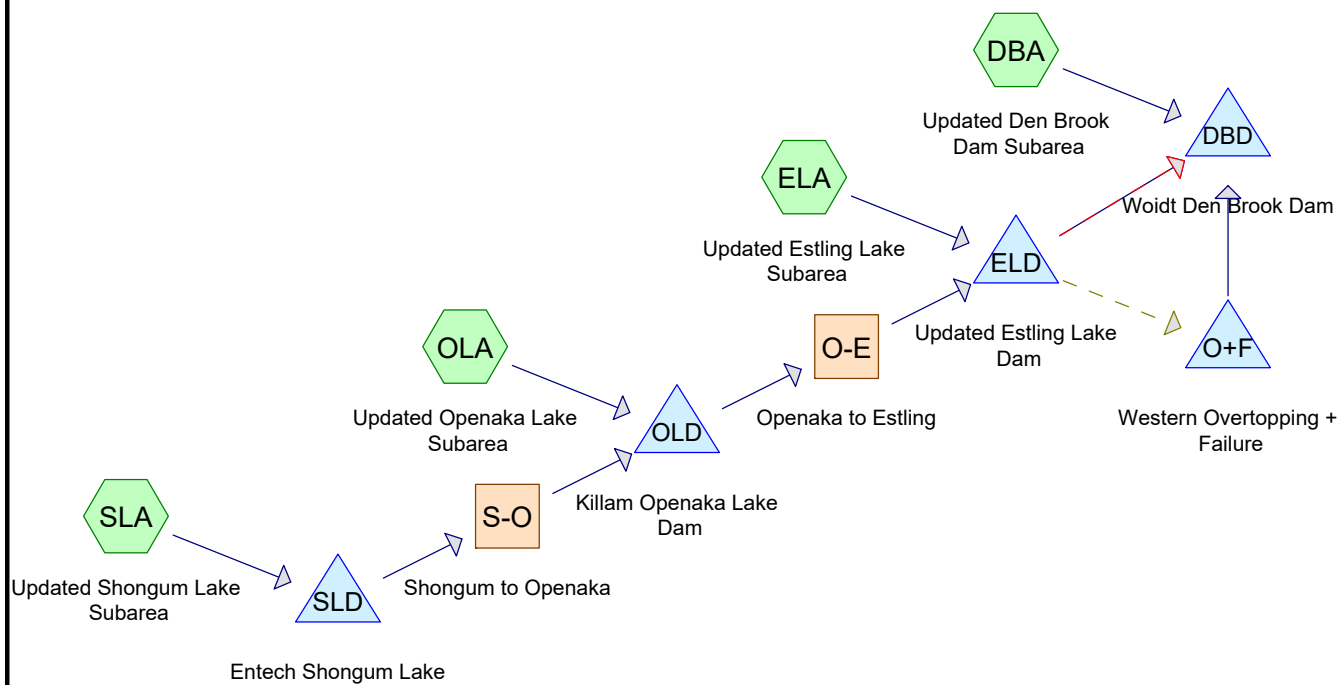 DBA
Updated Den Brook
Dam Subarea
DBD
Woidt Den Brook Dam
ELA
Updated Estling Lake
Subarea
ELD
Updated Estling Lake
Dam
O+F
Western Overtopping +
Failure
OLA
Updated Openaka Lake
Subarea
O-E
Openaka to Estling
OLD
Killam Openaka Lake
Dam
SLA
Updated Shongum Lake
Subarea
S-O
Shongum to Openaka
SLD
Entech Shongum Lake